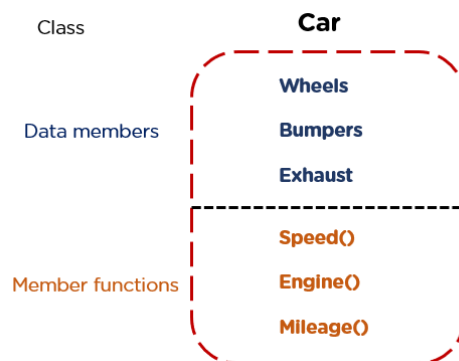 Class Car
Wheels
Data members Bumpers
Exhaust
Speed()
Member functions Engine()
Mileage()